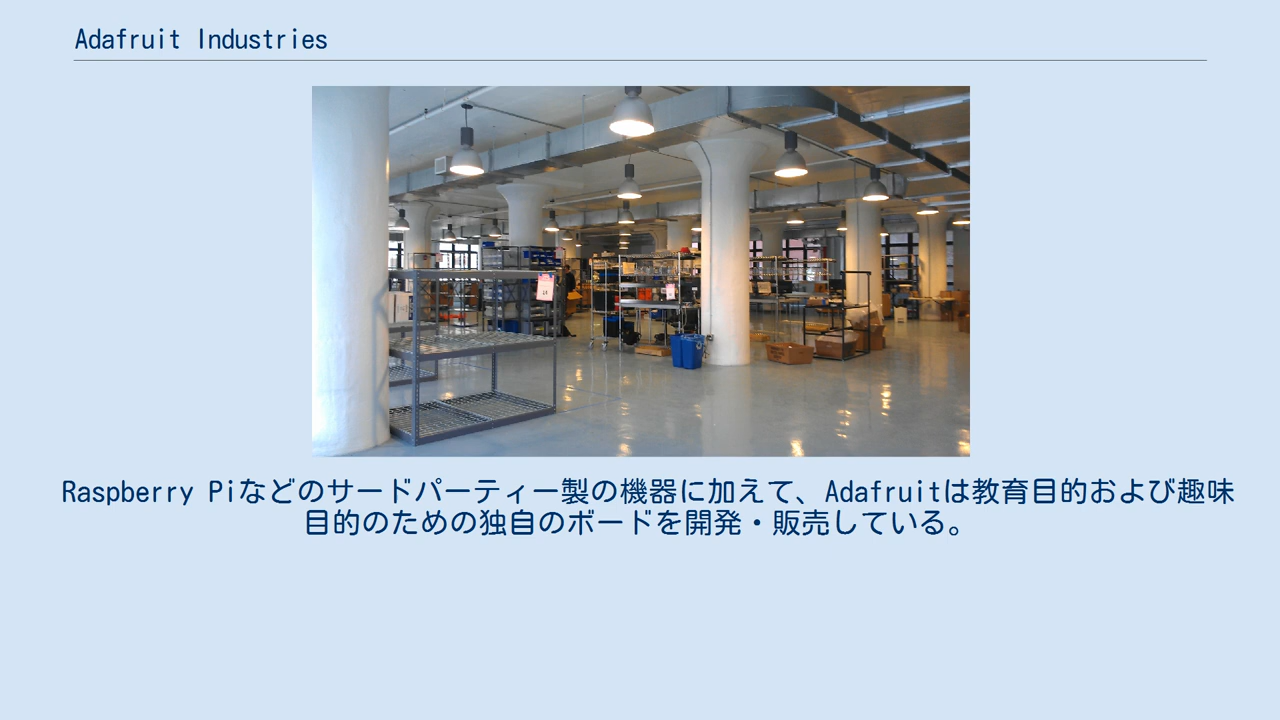 Adafruit Industries
Raspberry Piなどのサードパーティー製の機器に加えて、Adafruitは教育目的および趣味
目的のための独自のボードを開発・販売している。